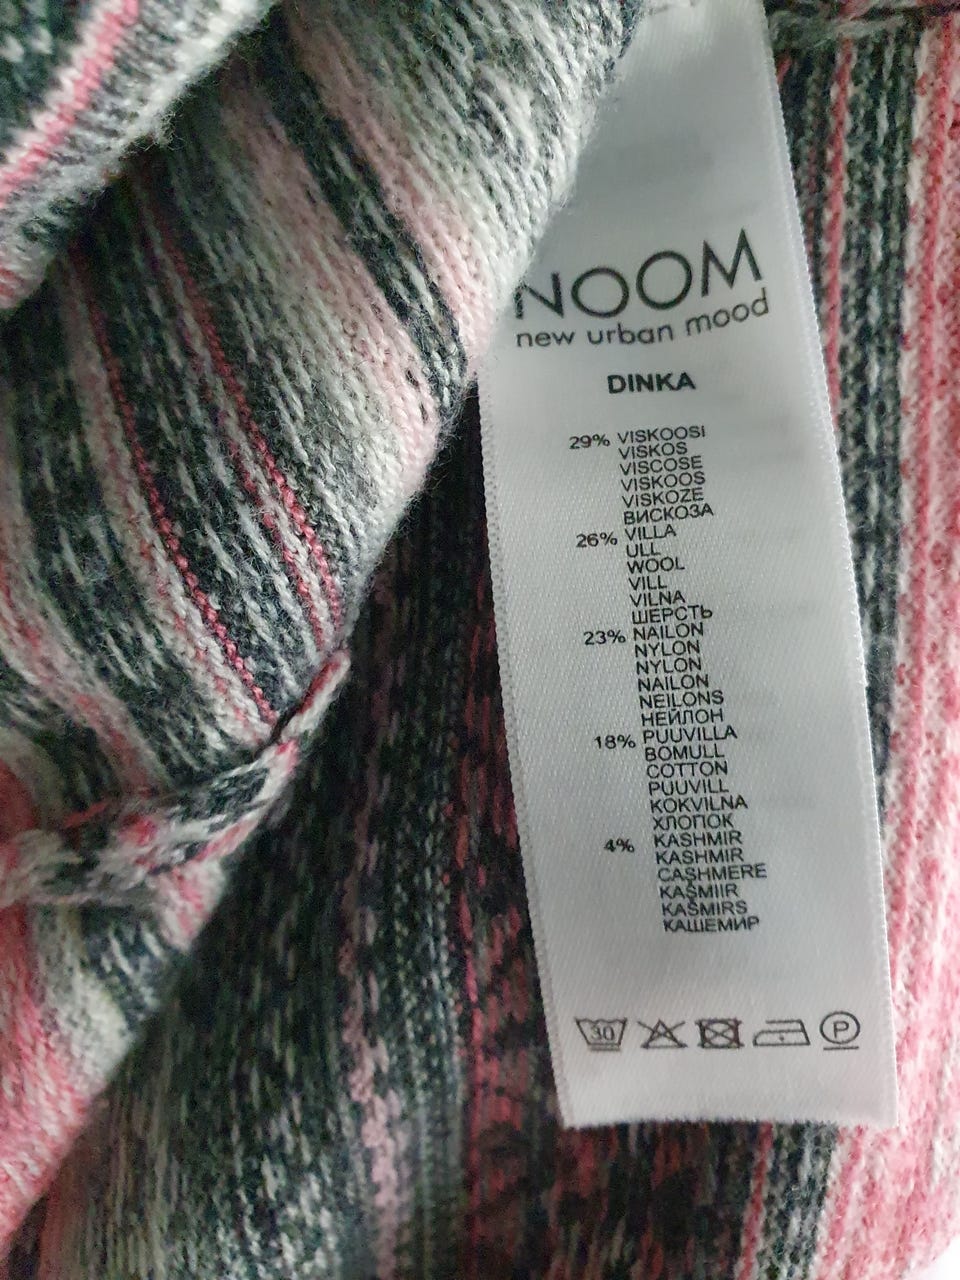 NOOM
new urban mood
DINKA
29% VISKOOSI
VISKOS
VISCOSE
VISKOOS
VISKOZE
ВИСКОЗА
26% VILLA
ULL
WOOL
VILL
VILNA
ШЕРСТЬ
23% NAILON
NYLON
NYLON
NAILON
NEILONS
НЕЙЛОН
18% PUUVILLA
BOMULL
COTTON
PUUVILL
KOKVILNA
ХЛОПОК
4% KASHMIR
KASHMIR
CASHMERE
KAŠMIIR
KAŠMIRS
КАШЕМИР
30 P